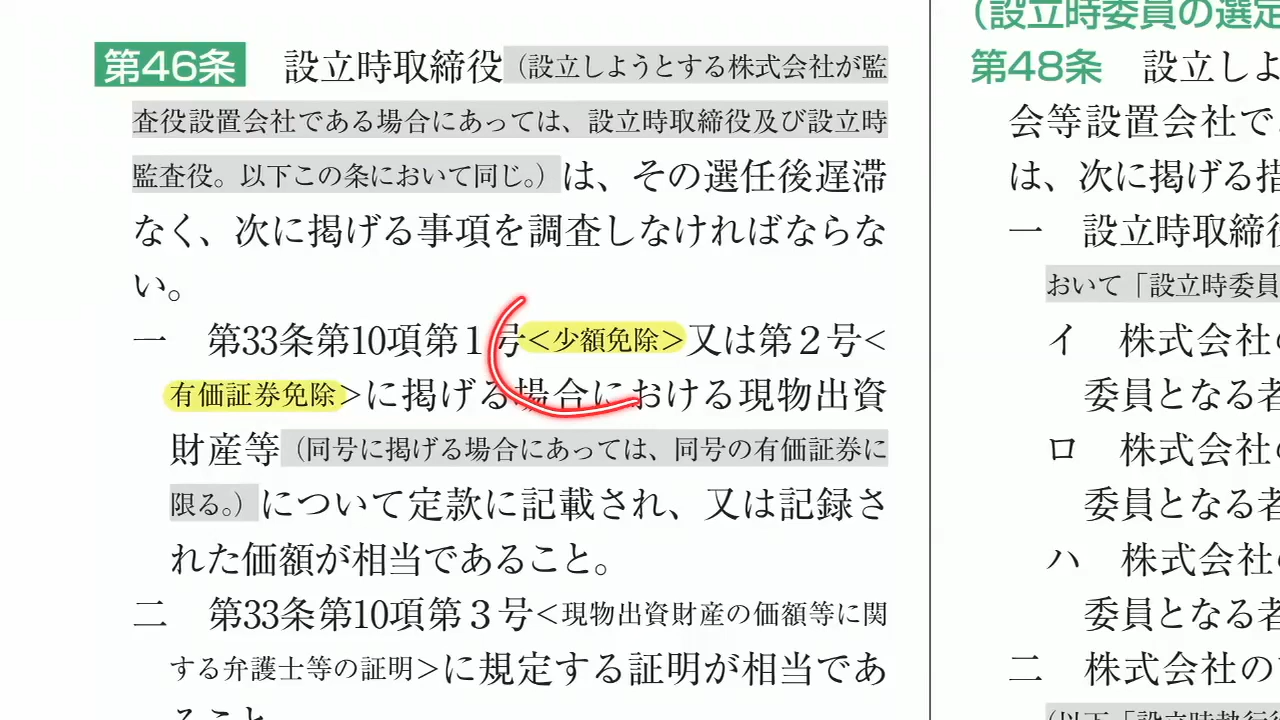 第46条　設立時取締役（設立しようとする株式会社が監
査役設置会社である場合にあっては、設立時取締役及び設立時
監査役。以下この条において同じ。）は、その選任後遅滞
なく、次に掲げる事項を調査しなければならな
い。
一　第33条第10項第１号＜少額免除＞又は第２号＜
有価証券免除＞に掲げる場合における現物出資
財産等（同号に掲げる場合にあっては、同号の有価証券に
限る。）について定款に記載され、又は記録さ
れた価額が相当であること。
二　第33条第10項第３号＜現物出資財産の価額等に関
する弁護士等の証明＞に規定する証明が相当であ
ること
（設立時委員の選定
第48条　設立しよ
会等設置会社で
は、次に掲げる措
一　設立時取締役
おいて「設立時委員
イ　株式会社の
委員となる者
ロ　株式会社の
委員となる者
ハ　株式会社の
委員となる者
二　株式会社の
（以下「設立時執行役